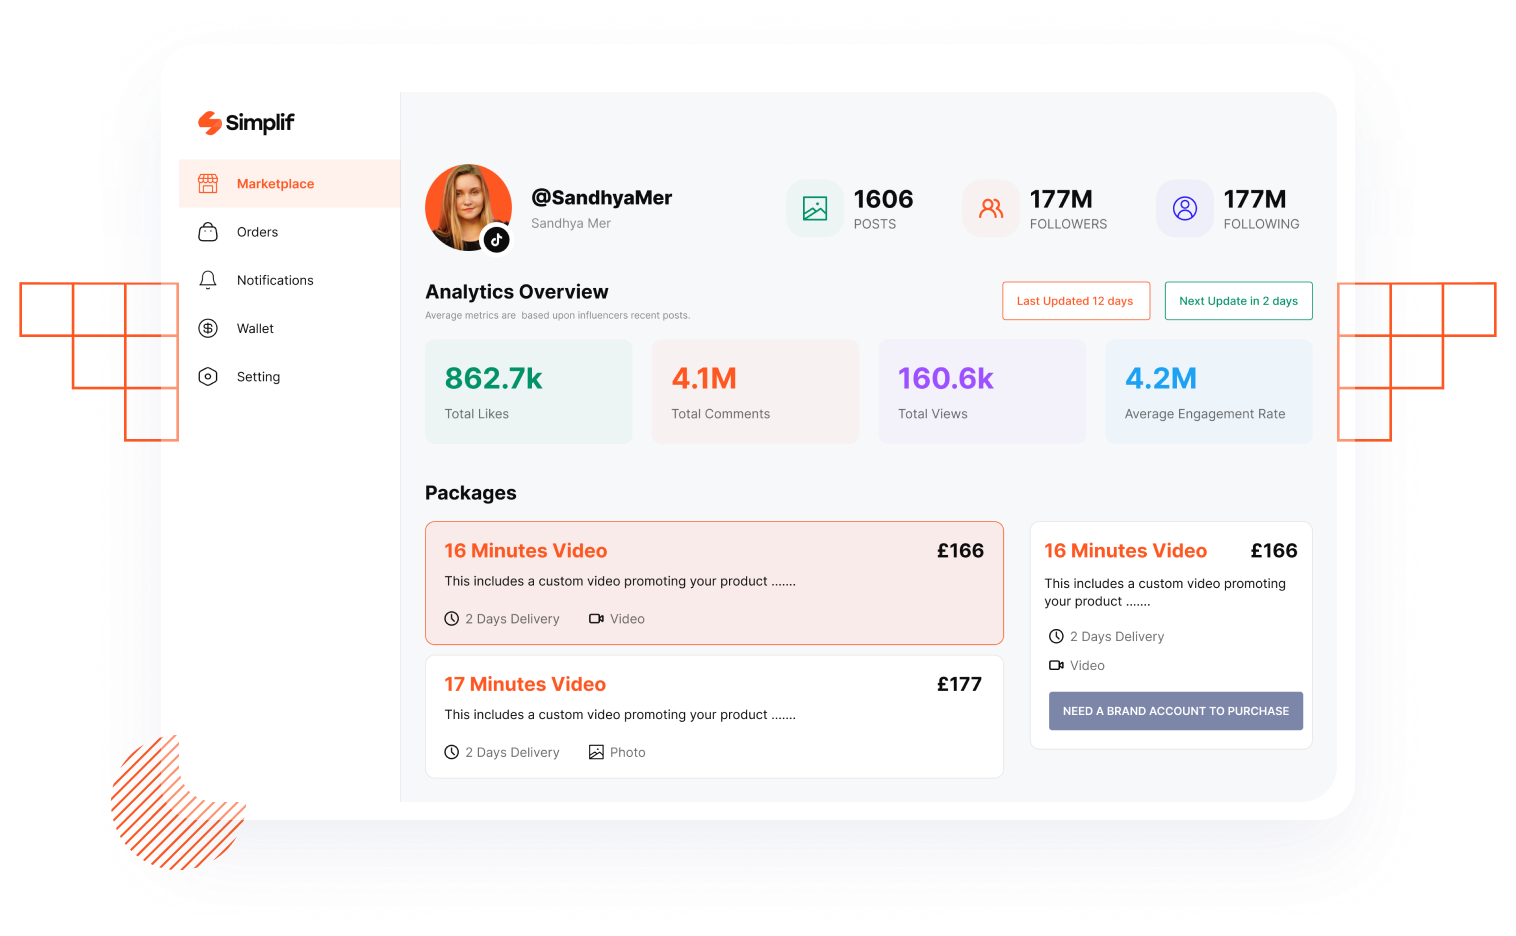 Simplif
Marketplace
Orders
Notifications
Wallet
Setting
@SandhyaMer
Sandhya Mer
1606
POSTS
177M
FOLLOWERS
177M
FOLLOWING
Analytics Overview
Average metrics are  based upon influencers recent posts.
Last Updated 12 days
Next Update in 2 days
862.7k
Total Likes
4.1M
Total Comments
160.6k
Total Views
4.2M
Average Engagement Rate
Packages
16 Minutes Video £166
This includes a custom video promoting your product .......
2 Days Delivery Video
17 Minutes Video £177
This includes a custom video promoting your product .......
2 Days Delivery Photo
16 Minutes Video £166
This includes a custom video promoting
your product .......
2 Days Delivery
Video
NEED A BRAND ACCOUNT TO PURCHASE